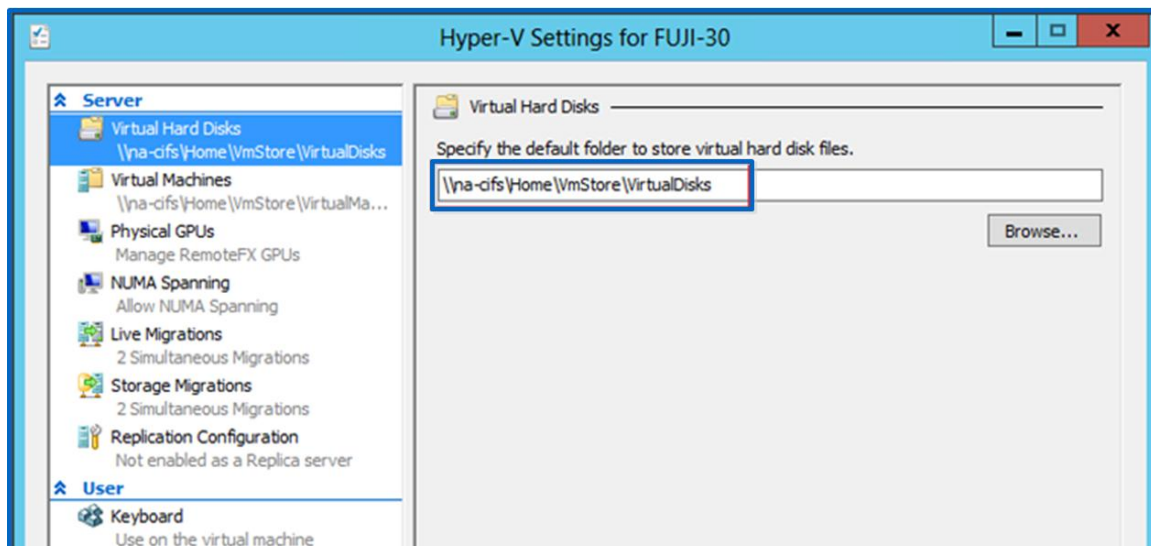 Hyper-V Settings for FUJI-30
Server
Virtual Hard Disks
\\na-cifs\Home\VmStore\VirtualDisks
Virtual Machines
\\na-cifs\Home\VmStore\VirtualMa...
Physical GPUs
Manage RemoteFX GPUs
NUMA Spanning
Allow NUMA Spanning
Live Migrations
2 Simultaneous Migrations
Storage Migrations
2 Simultaneous Migrations
Replication Configuration
Not enabled as a Replica server
User
Keyboard
Use on the virtual machine
Virtual Hard Disks
Specify the default folder to store virtual hard disk files.
\\na-cifs\Home\VmStore\VirtualDisks
Browse...